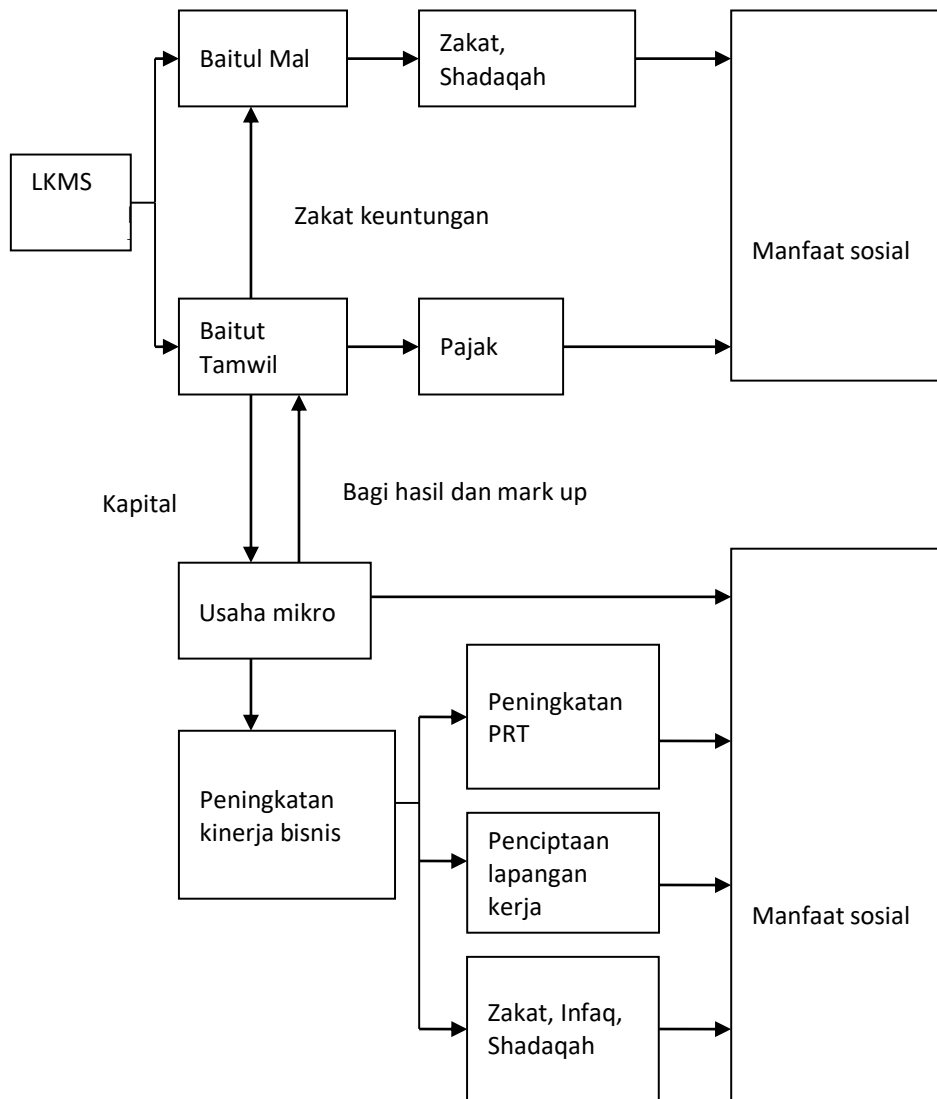 Baitul Mal
Zakat,
Shadaqah
LKMS
Zakat keuntungan
Manfaat sosial
Baitut
Tamwil
Pajak
Kapital
Bagi hasil dan mark up
Usaha mikro
Peningkatan
PRT
Peningkatan
kinerja bisnis
Penciptaan
lapangan
kerja
Manfaat sosial
Zakat, Infaq,
Shadaqah